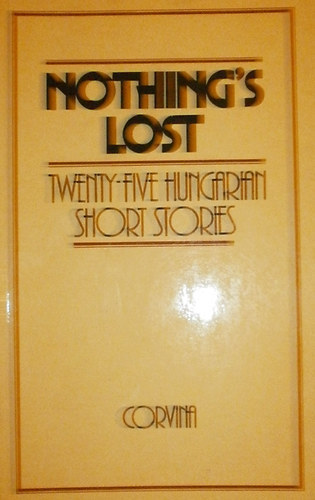 NOTHING'S
LOST
TWENTY-FIVE HUNGARIAN
SHORT STORIES
CORVINA